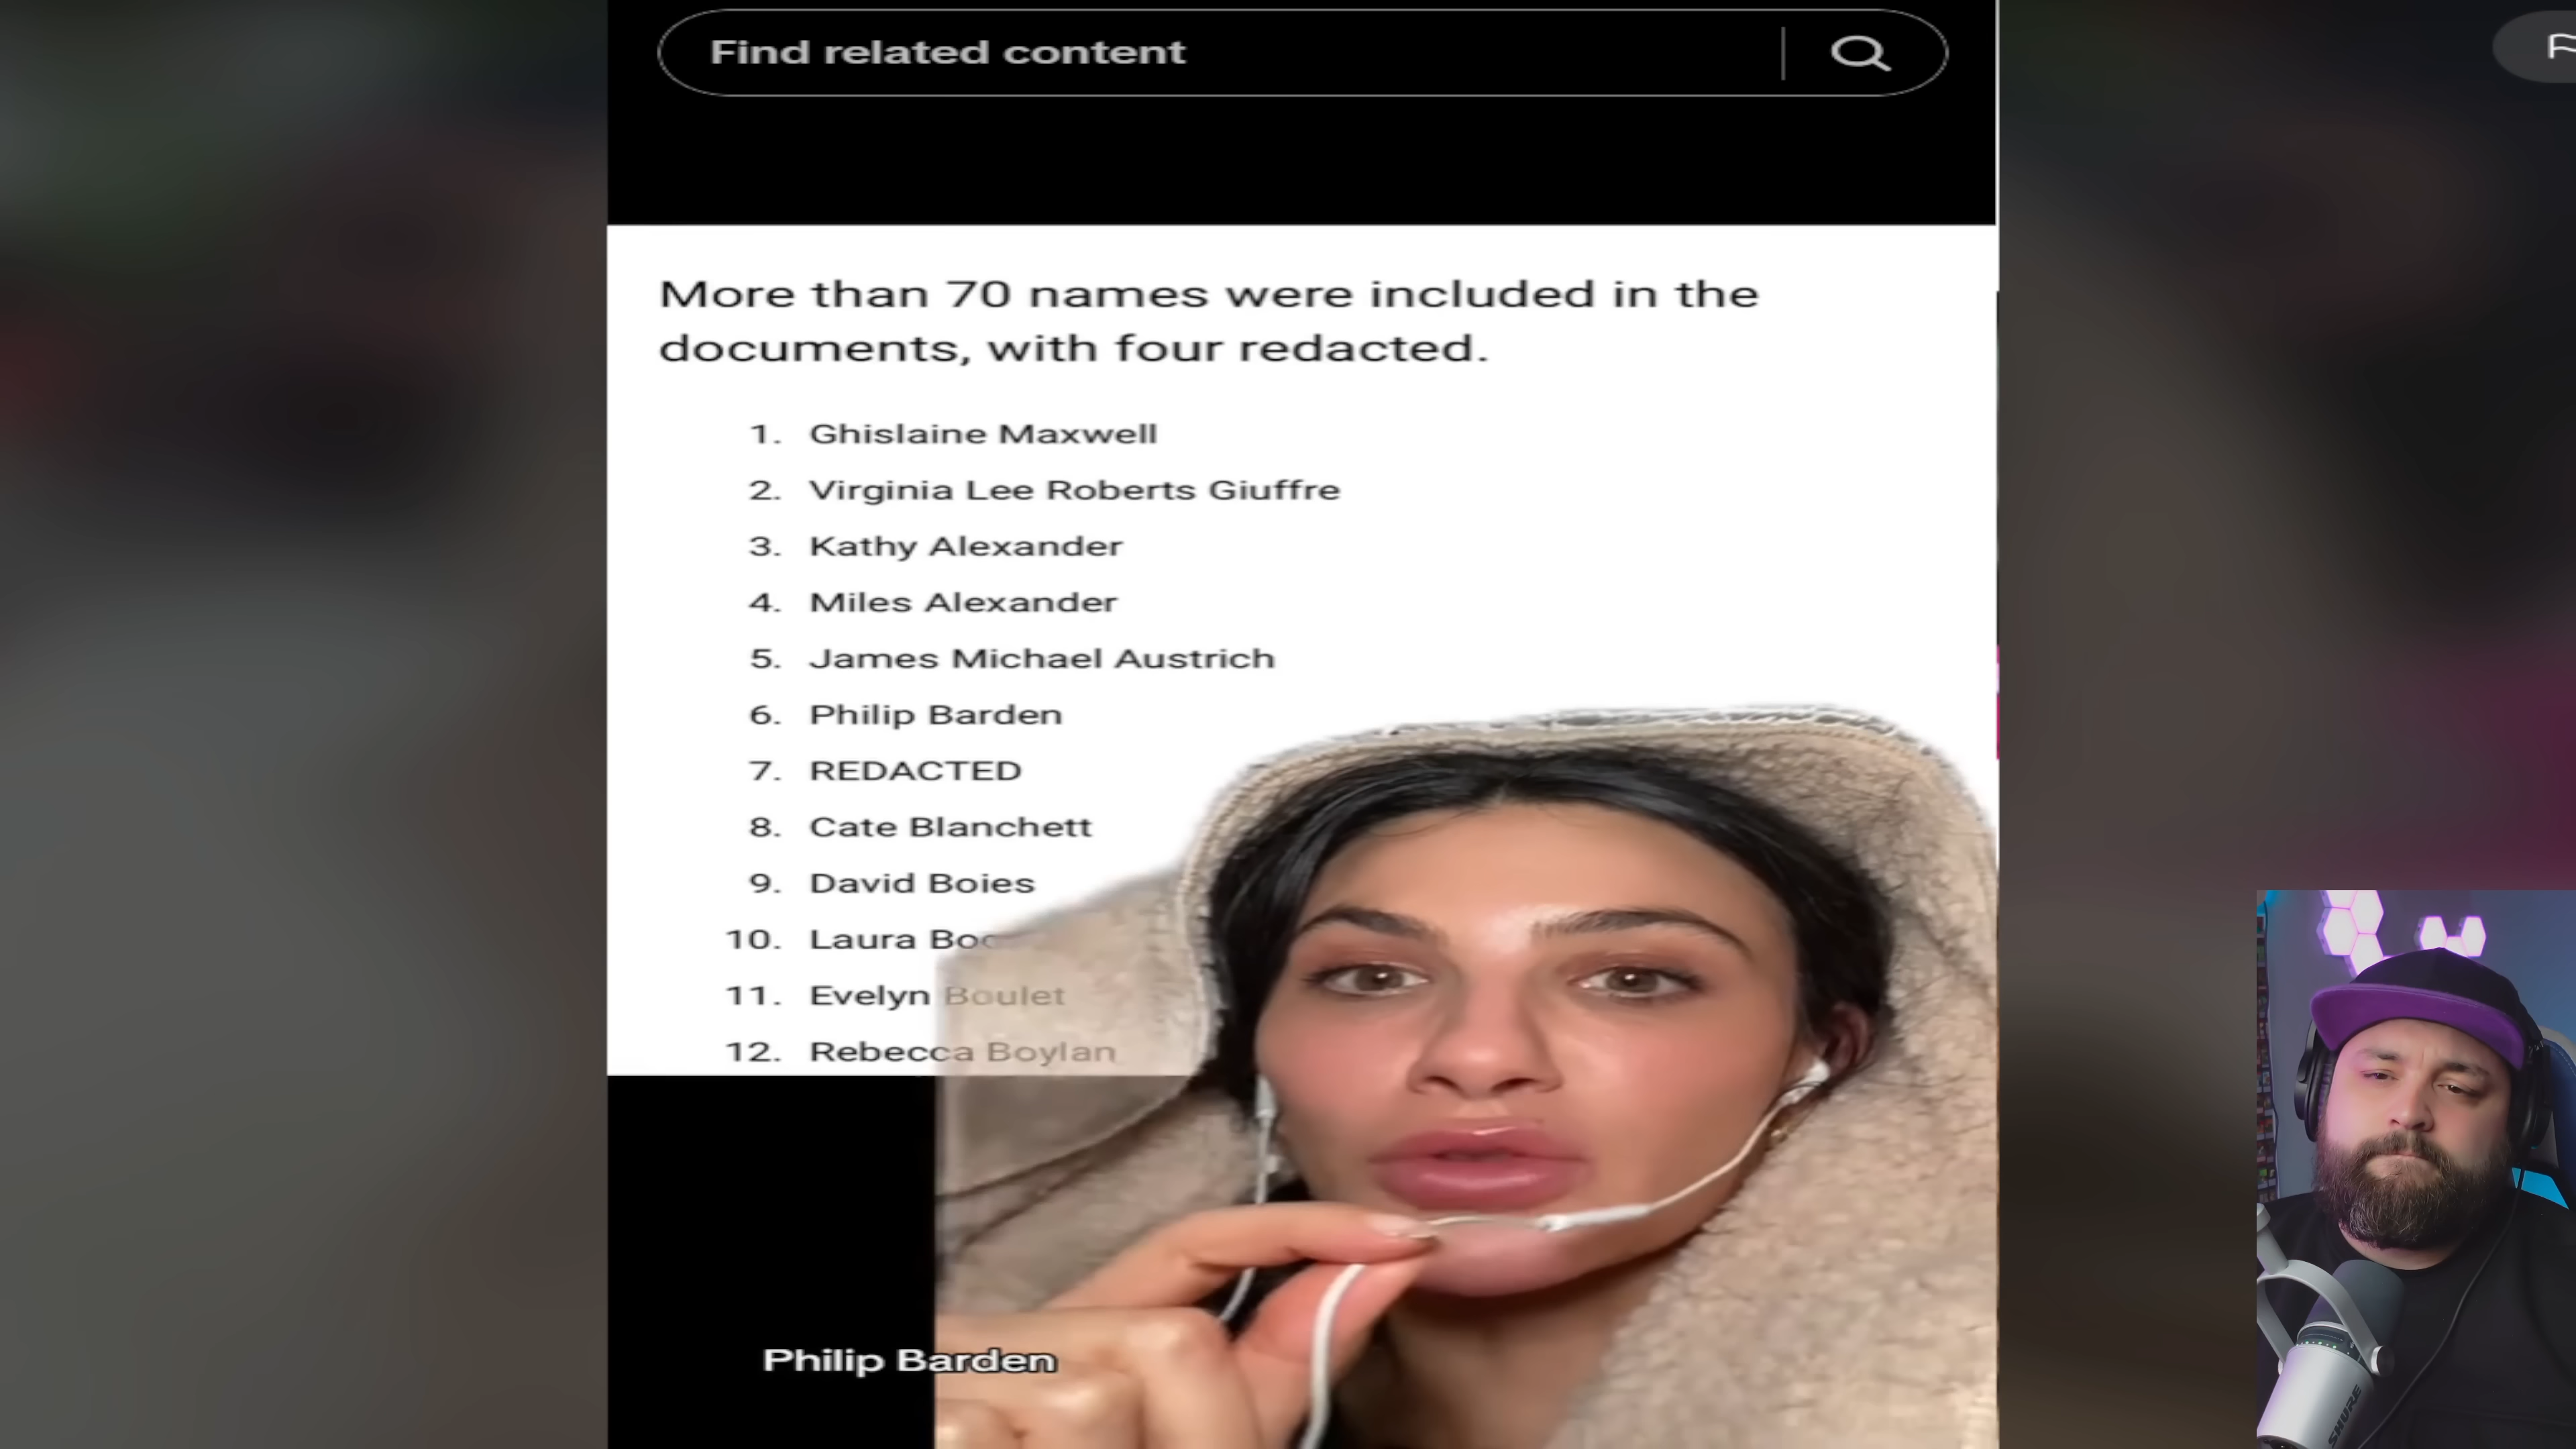 Find related content
More than 70 names were included in the
documents, with four redacted.
1. Ghislaine Maxwell
2. Virginia Lee Roberts Giuffre
3. Kathy Alexander
4. Miles Alexander
5. James Michael Austrich
6. Philip Barden
7. REDACTED
8. Cate Blanchett
9. David Boies
10. Laura
11. Evelyn Boulet
12. Rebecca Boylan
Philip Barden
SHURE